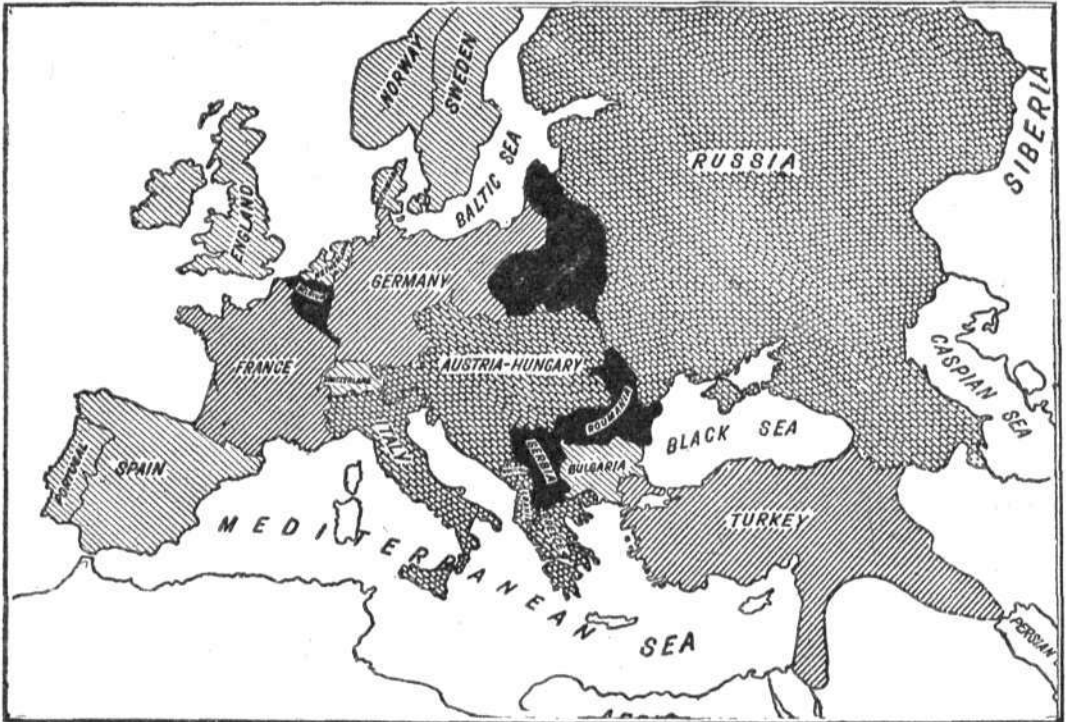 NORWAY
SWEDEN
SIBERIA
RUSSIA
BALTIC SEA
ENGLAND
GERMANY
CASPIAN SEA
FRANCE
AUSTRIA-HUNGARY
SWITZERLAND
ROUMANIA
BLACK SEA
ITALY
SERBIA
BULGARIA
PORTUGAL
SPAIN
TURKEY
MEDITERRANEAN SEA
PERSIAN